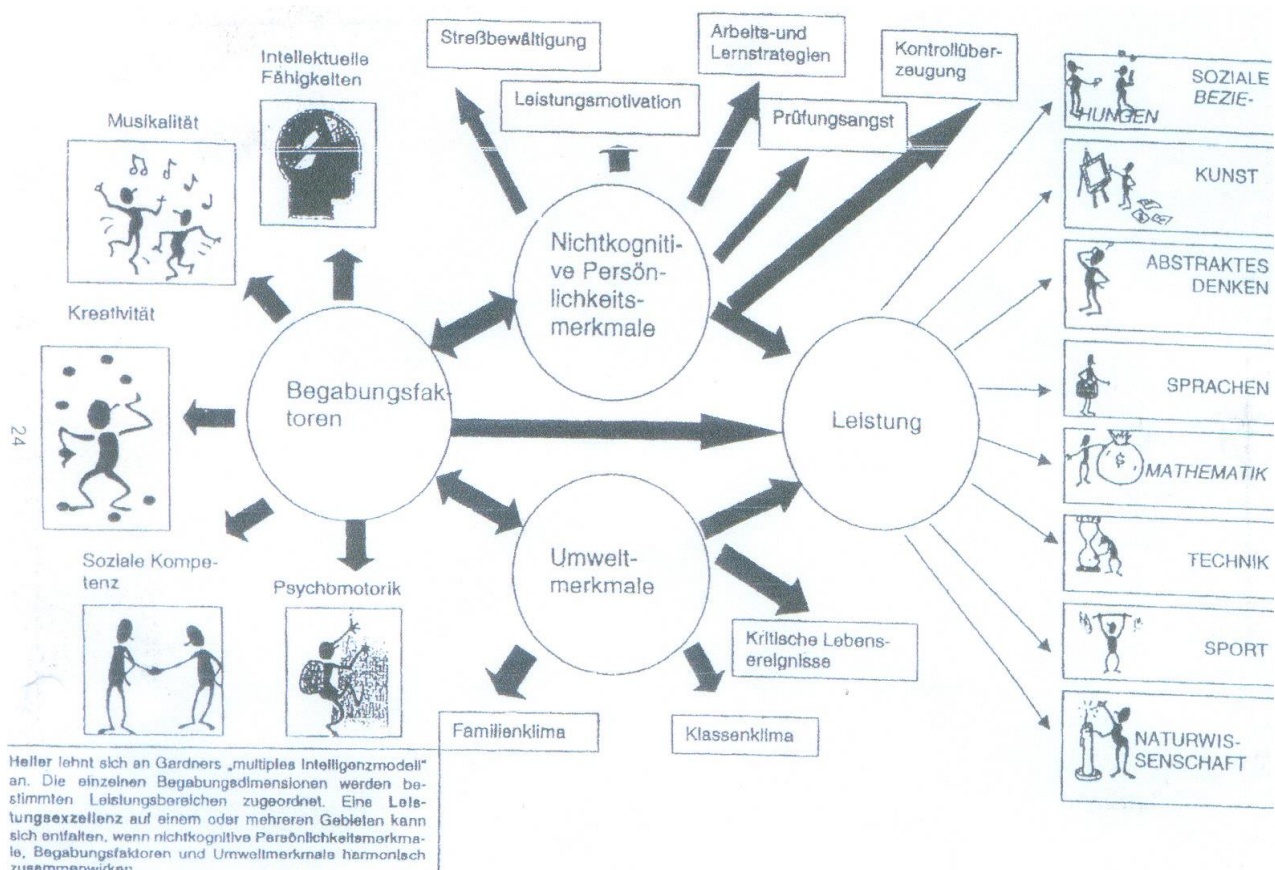 Streßbewältigung
Arbeits-und
Lernstrategien
Kontrollüber-
zeugung
Leistungsmotivation
Prüfungsangst
Intellektuelle
Fähigkeiten
Musikalität
Kreativität
Soziale Kompe-
tenz
Psychomotorik
Begabungsfak-
toren
Nichtkogniti-
ve Persön-
lichkeits-
merkmale
Umwelt-
merkmale
Leistung
Familienklima
Klassenklima
Kritische Lebens-
ereignisse
SOZIALE
BEZIE-
HUNGEN
KUNST
ABSTRAKTES
DENKEN
SPRACHEN
$
MATHEMATIK
TECHNIK
SPORT
NATURWIS-
SENSCHAFT
24
Heller lehnt sich an Gardners „multiples Intelligenzmodell"
an. Die einzelnen Begabungsdimensionen werden be-
stimmten Leistungsbereichen zugeordnet. Eine Leis-
tungsexzellenz auf einem oder mehreren Gebieten kann
sich entfalten, wenn nichtkognitive Persönlichkeitsmerkma-
le, Begabungsfaktoren und Umweltmerkmale harmonisch
zusammenwirken